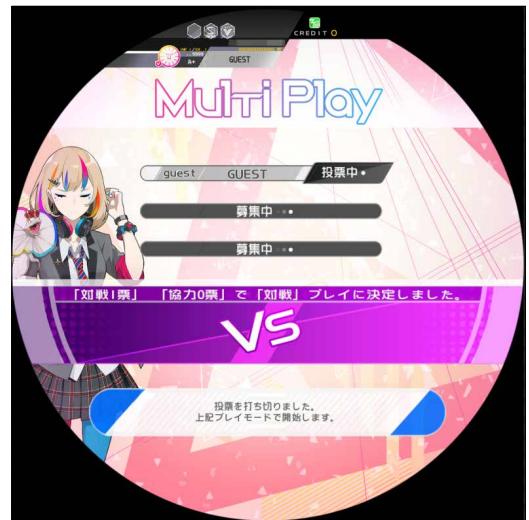 CREDIT 0
A+ GUEST
Multi Play
guest GUEST 投票中
募集中
募集中
「対戦1票」 「協力0票」で「対戦」プレイに決定しました。
VS
投票を打ち切りました。
上記プレイモードで開始します。